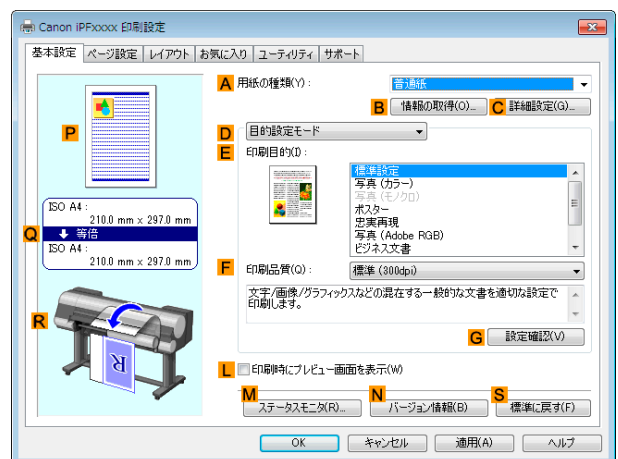 Canon iPFxxxx 印刷設定
基本設定 ページ設定 レイアウト お気に入り ユーティリティ サポート
A 用紙の種類(Y) : 普通紙
B 情報の取得(O)... C 詳細設定(G)...
P
D 目的設定モード
E 印刷目的(I) :
標準設定
写真 (カラー)
写真 (モノクロ)
ポスター
忠実再現
写真 (Adobe RGB)
ビジネス文書
ISO A4 :
210.0 mm x 297.0 mm
Q 等倍
ISO A4 :
210.0 mm x 297.0 mm
F 印刷品質(Q) : 標準 (300dpi)
文字/画像/グラフィックスなどの混在する一般的な文書を適切な設定で
印刷します。
G 設定確認(V)
R
R
L 印刷時にプレビュー画面を表示(W)
M ステータスモニタ(R)... N バージョン情報(B) S 標準に戻す(F)
OK キャンセル 適用(A) ヘルプ